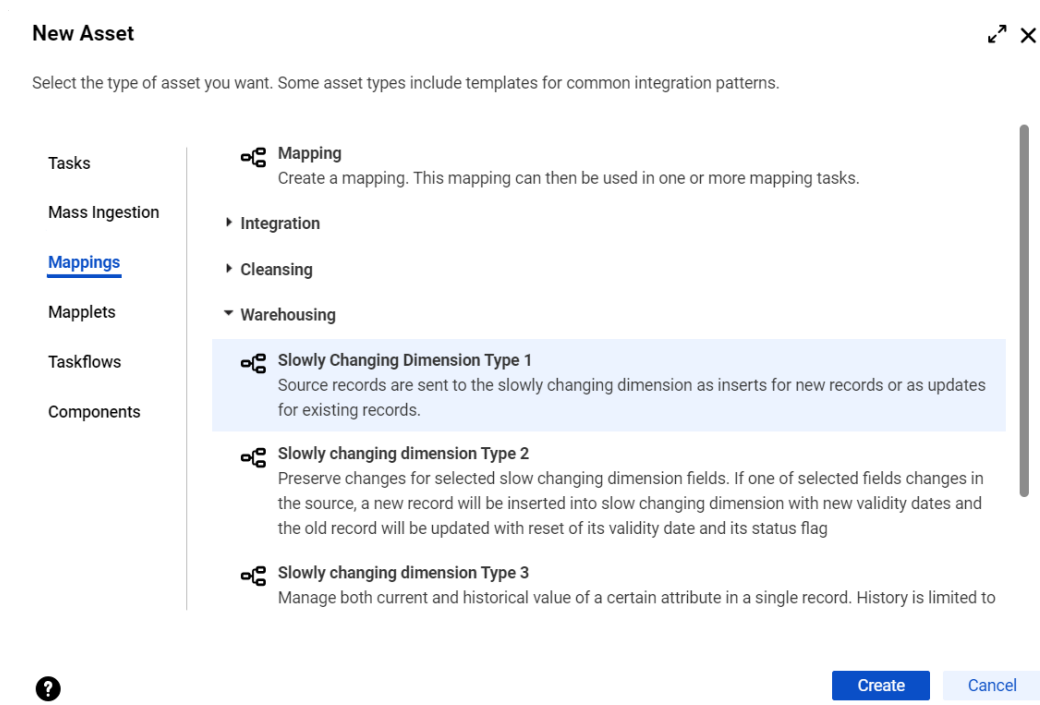 New Asset
Select the type of asset you want. Some asset types include templates for common integration patterns.
Tasks
Mass Ingestion
Mappings
Mapplets
Taskflows
Components
Mapping
Create a mapping. This mapping can then be used in one or more mapping tasks.
Integration
Cleansing
Warehousing
Slowly Changing Dimension Type 1
Source records are sent to the slowly changing dimension as inserts for new records or as updates
for existing records.
Slowly changing dimension Type 2
Preserve changes for selected slow changing dimension fields. If one of selected fields changes in
the source, a new record will be inserted into slow changing dimension with new validity dates and
the old record will be updated with reset of its validity date and its status flag
Slowly changing dimension Type 3
Manage both current and historical value of a certain attribute in a single record. History is limited to
?
Create
Cancel